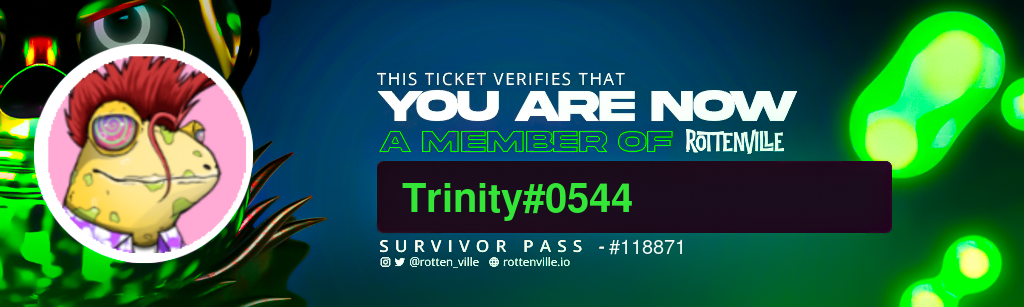 THIS TICKET VERIFIES THAT
YOU ARE NOW
A MEMBER OF ROTTENVILLE
Trinity#0544
SURVIVOR PASS - #118871
@rotten_ville rottenville.io